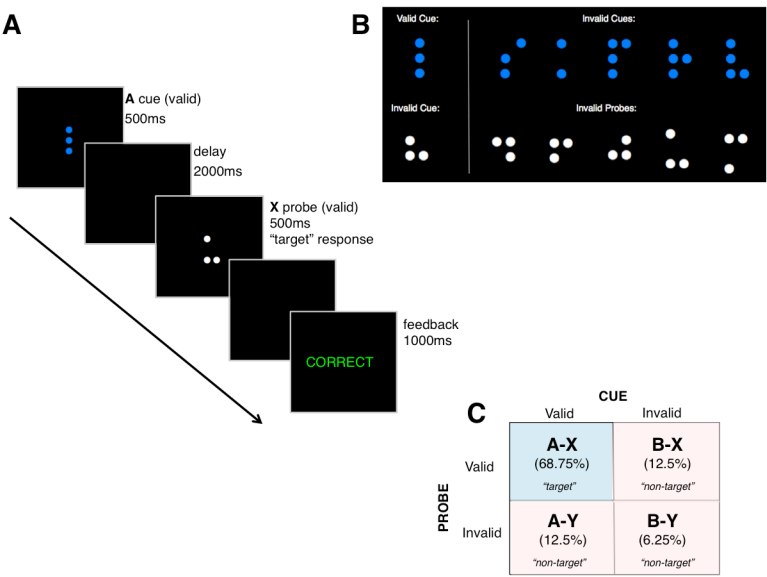 A
A cue (valid)
500ms
delay
2000ms
X probe (valid)
500ms
“target” response
feedback
1000ms
CORRECT
B
Valid Cue:
Invalid Cues:
Invalid Cue:
Invalid Probes:
C
CUE
Valid
Invalid
PROBE
Valid
A-X
(68.75%)
“target”
B-X
(12.5%)
“non-target”
Invalid
A-Y
(12.5%)
“non-target”
B-Y
(6.25%)
“non-target”